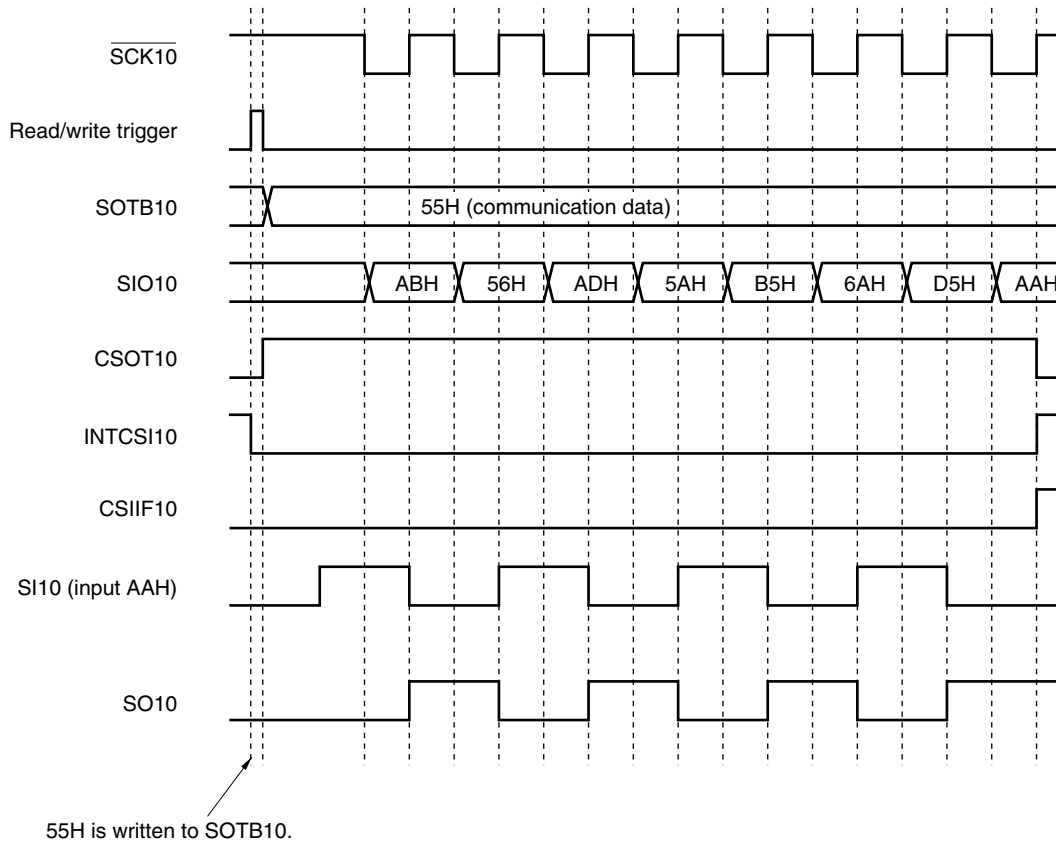 SCK10
Read/write trigger
SOTB10
55H (communication data)
SIO10
ABH 56H ADH 5AH B5H 6AH D5H AAH
CSOT10
INTCSI10
CSIIF10
SI10 (input AAH)
SO10
55H is written to SOTB10.